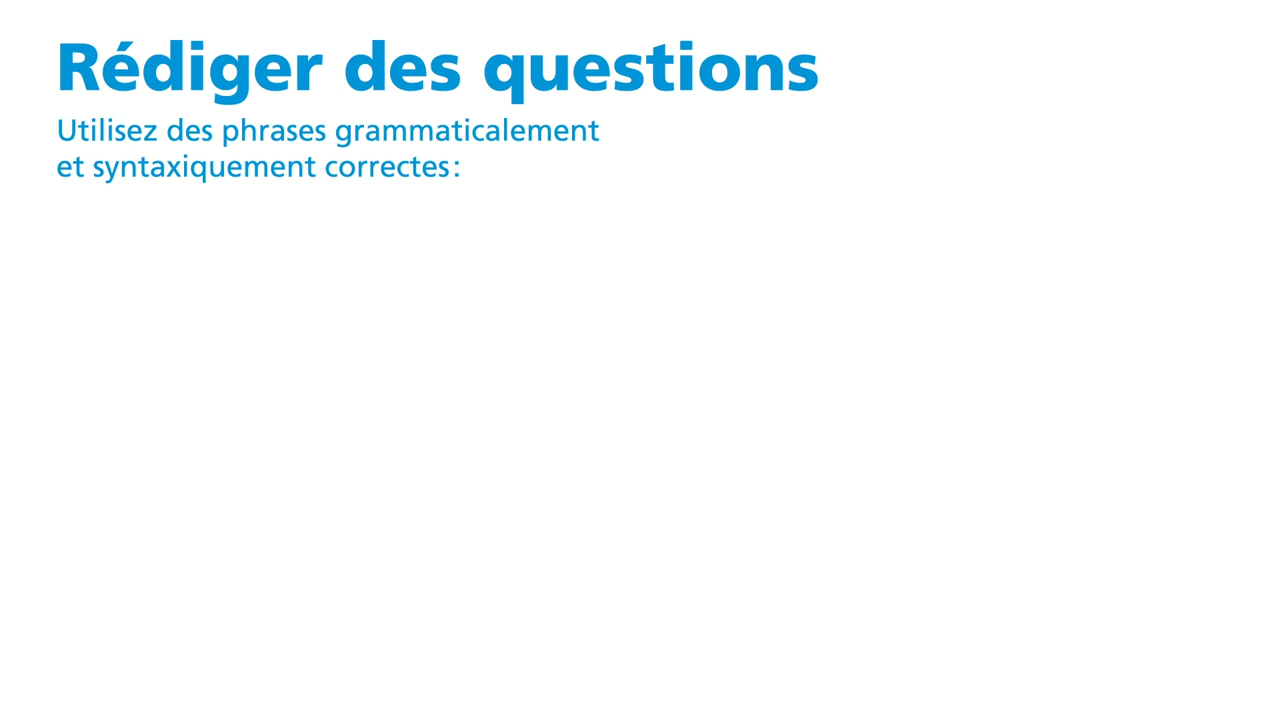 Rédiger des questions
Utilisez des phrases grammaticalement
et syntaxiquement correctes :